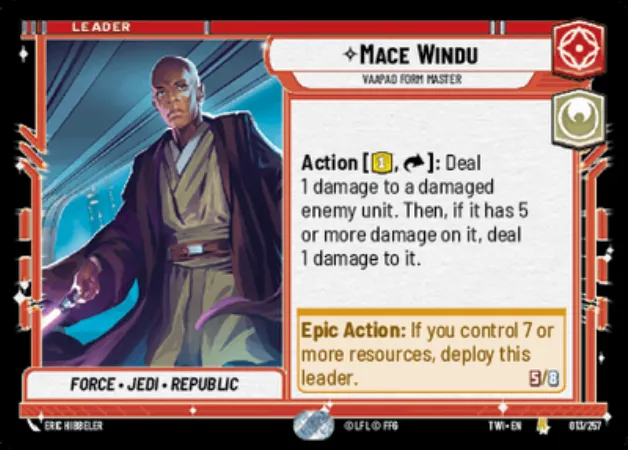 LEADER
MACE WINDU
VAAPAD FORM MASTER
Action [1, ]: Deal
1 damage to a damaged
enemy unit. Then, if it has 5
or more damage on it, deal
1 damage to it.
Epic Action: If you control 7 or
more resources, deploy this
leader.
5/8
FORCE • JEDI • REPUBLIC
ERIC HIBBELER
© LFL © FFG
TWI • EN
013/257